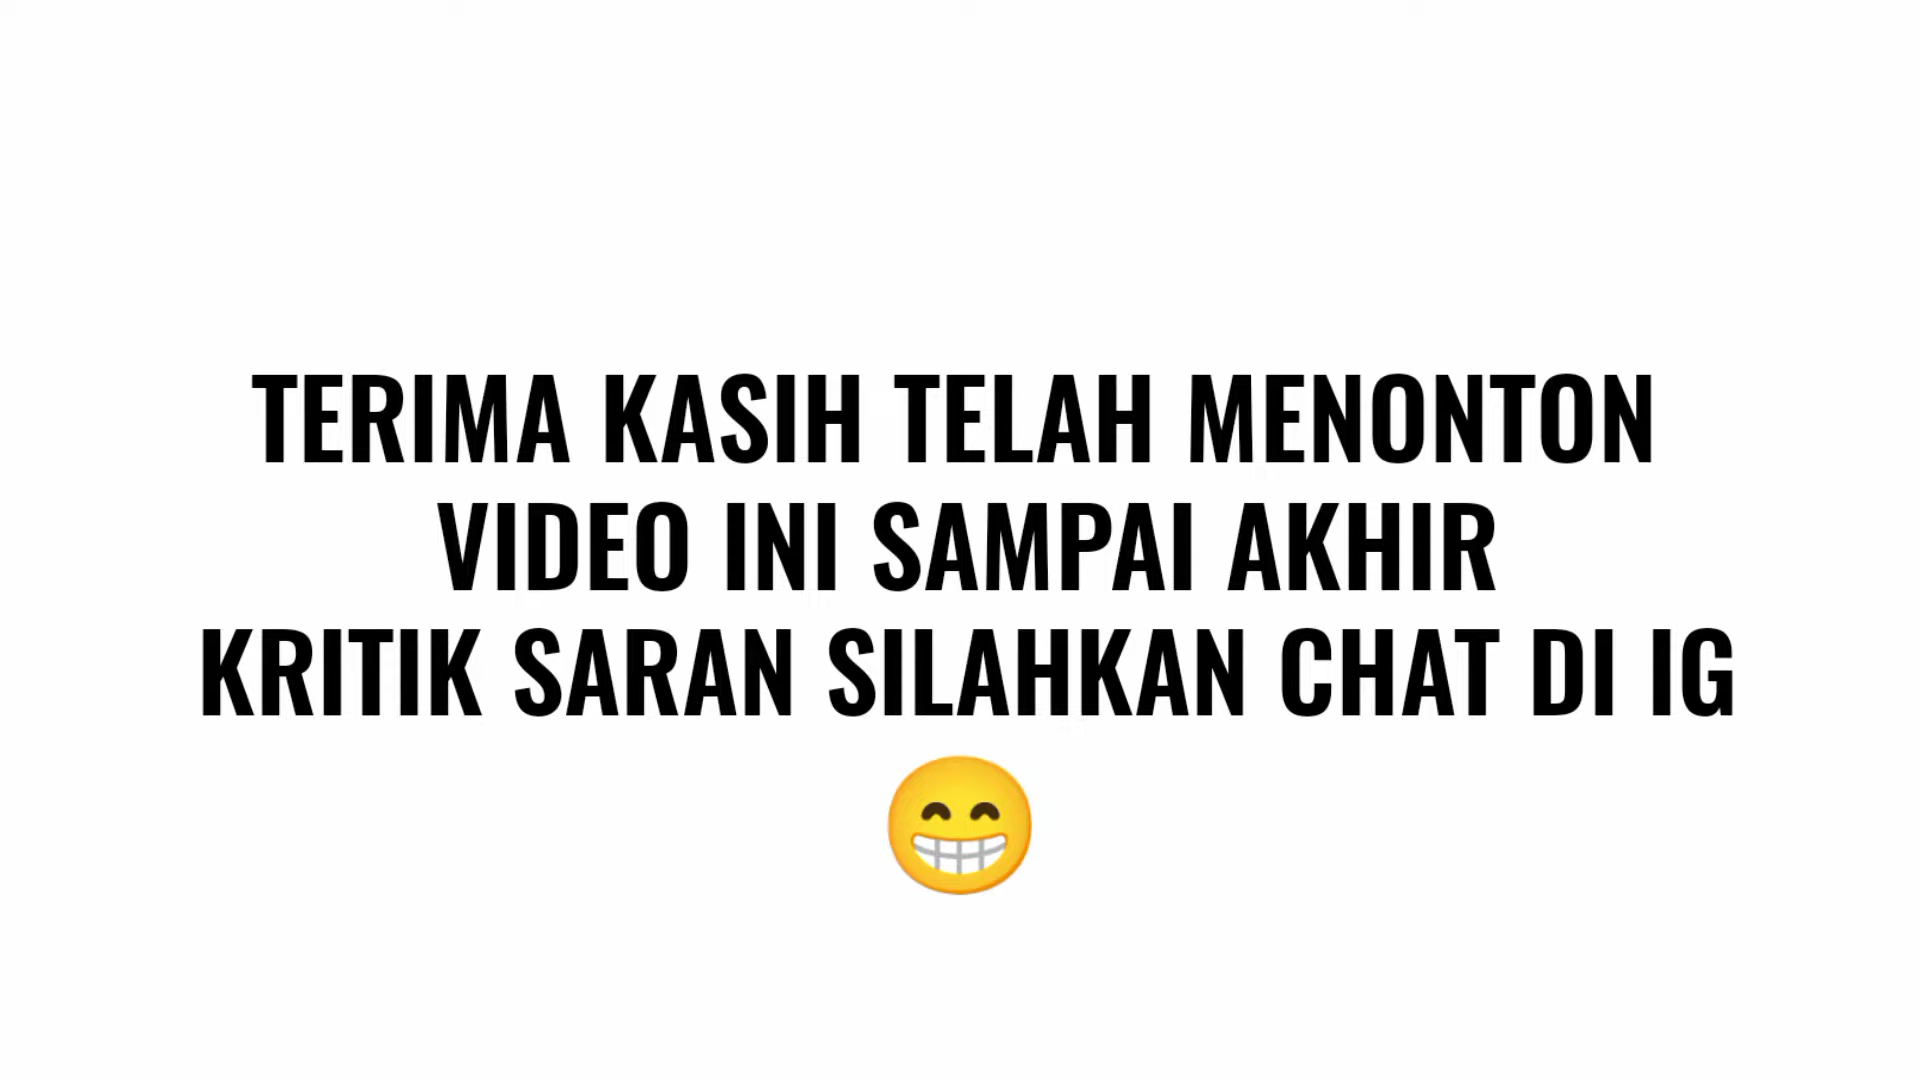 TERIMA KASIH TELAH MENONTON
VIDEO INI SAMPAI AKHIR
KRITIK SARAN SILAHKAN CHAT DI IG
😁